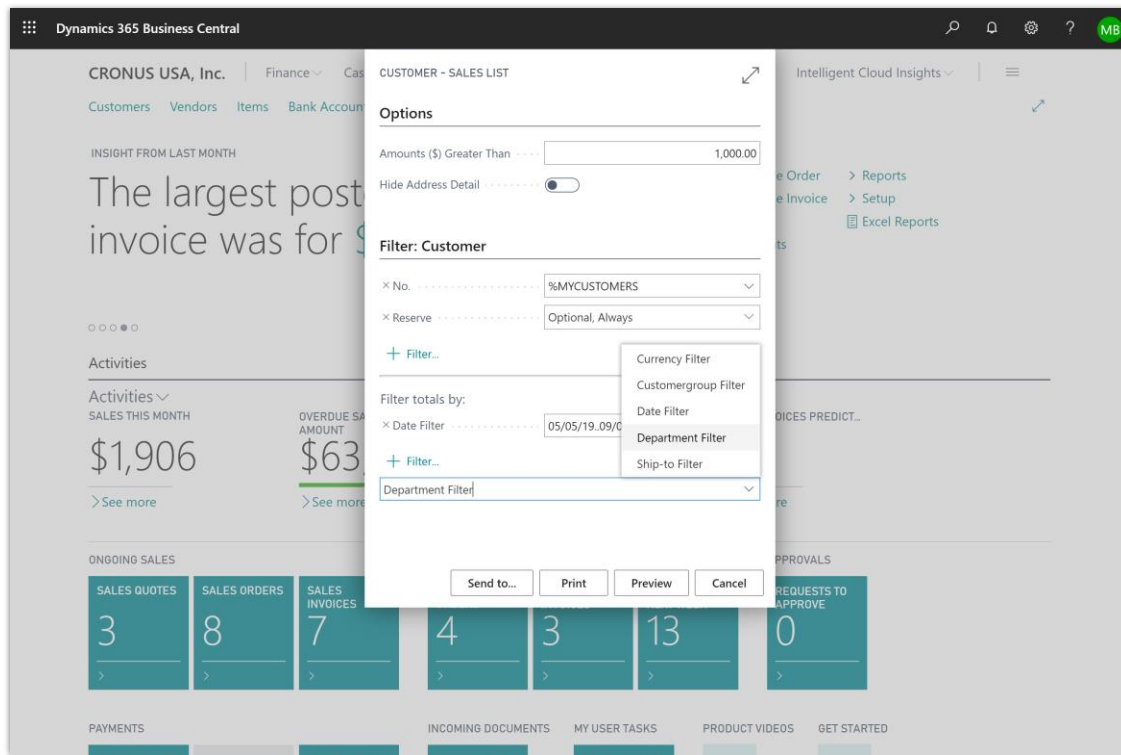 Dynamics 365 Business Central
MB
CRONUS USA, Inc.
Finance
Cas
Intelligent Cloud Insights
Customers
Vendors
Items
Bank Accoun
INSIGHT FROM LAST MONTH
The largest post
invoice was for $
e Order
> Reports
e Invoice
> Setup
Excel Reports
ts
Activities
Activities
SALES THIS MONTH
$1,906
>See more
OVERDUE SA
AMOUNT
$63,
>See more
OICES PREDICT...
re
ONGOING SALES
SALES QUOTES
3
SALES ORDERS
8
SALES
INVOICES
7
4
3
13
PPROVALS
REQUESTS TO
APPROVE
0
PAYMENTS
INCOMING DOCUMENTS
MY USER TASKS
PRODUCT VIDEOS
GET STARTED
CUSTOMER - SALES LIST
Options
Amounts ($) Greater Than
1,000.00
Hide Address Detail
Filter: Customer
× No.
%MYCUSTOMERS
× Reserve
Optional, Always
+ Filter...
Filter totals by:
× Date Filter
05/05/19..09/0
+ Filter...
Department Filter
Currency Filter
Customergroup Filter
Date Filter
Department Filter
Ship-to Filter
Send to...
Print
Preview
Cancel